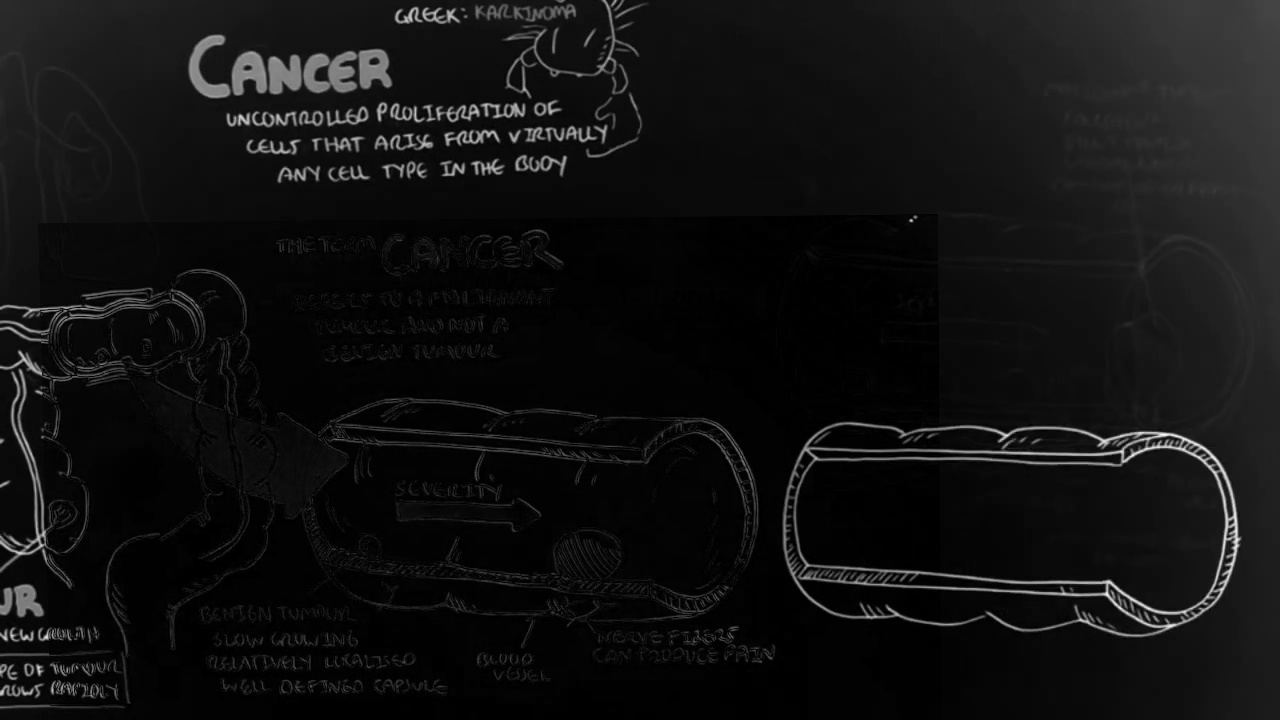 GREEK: KARKINOMA
CANCER
UNCONTROLLED PROLIFERATION OF
CELLS THAT ARISE FROM VIRTUALLY
ANY CELL TYPE IN THE BODY
THE TERM CANCER
REFERS TO A MALIGNANT
TUMOUR AND NOT A
BENIGN TUMOUR
SEVERITY
UR
NEW GROWTH
PE OF TUMOUR
ROWS RAPIDLY
BENIGN TUMOUR
SLOW GROWING
RELATIVELY LOCALISED
WELL DEFINED CAPSULE
BLOOD
VESSEL
NERVE FIBERS
CAN PRODUCE PAIN